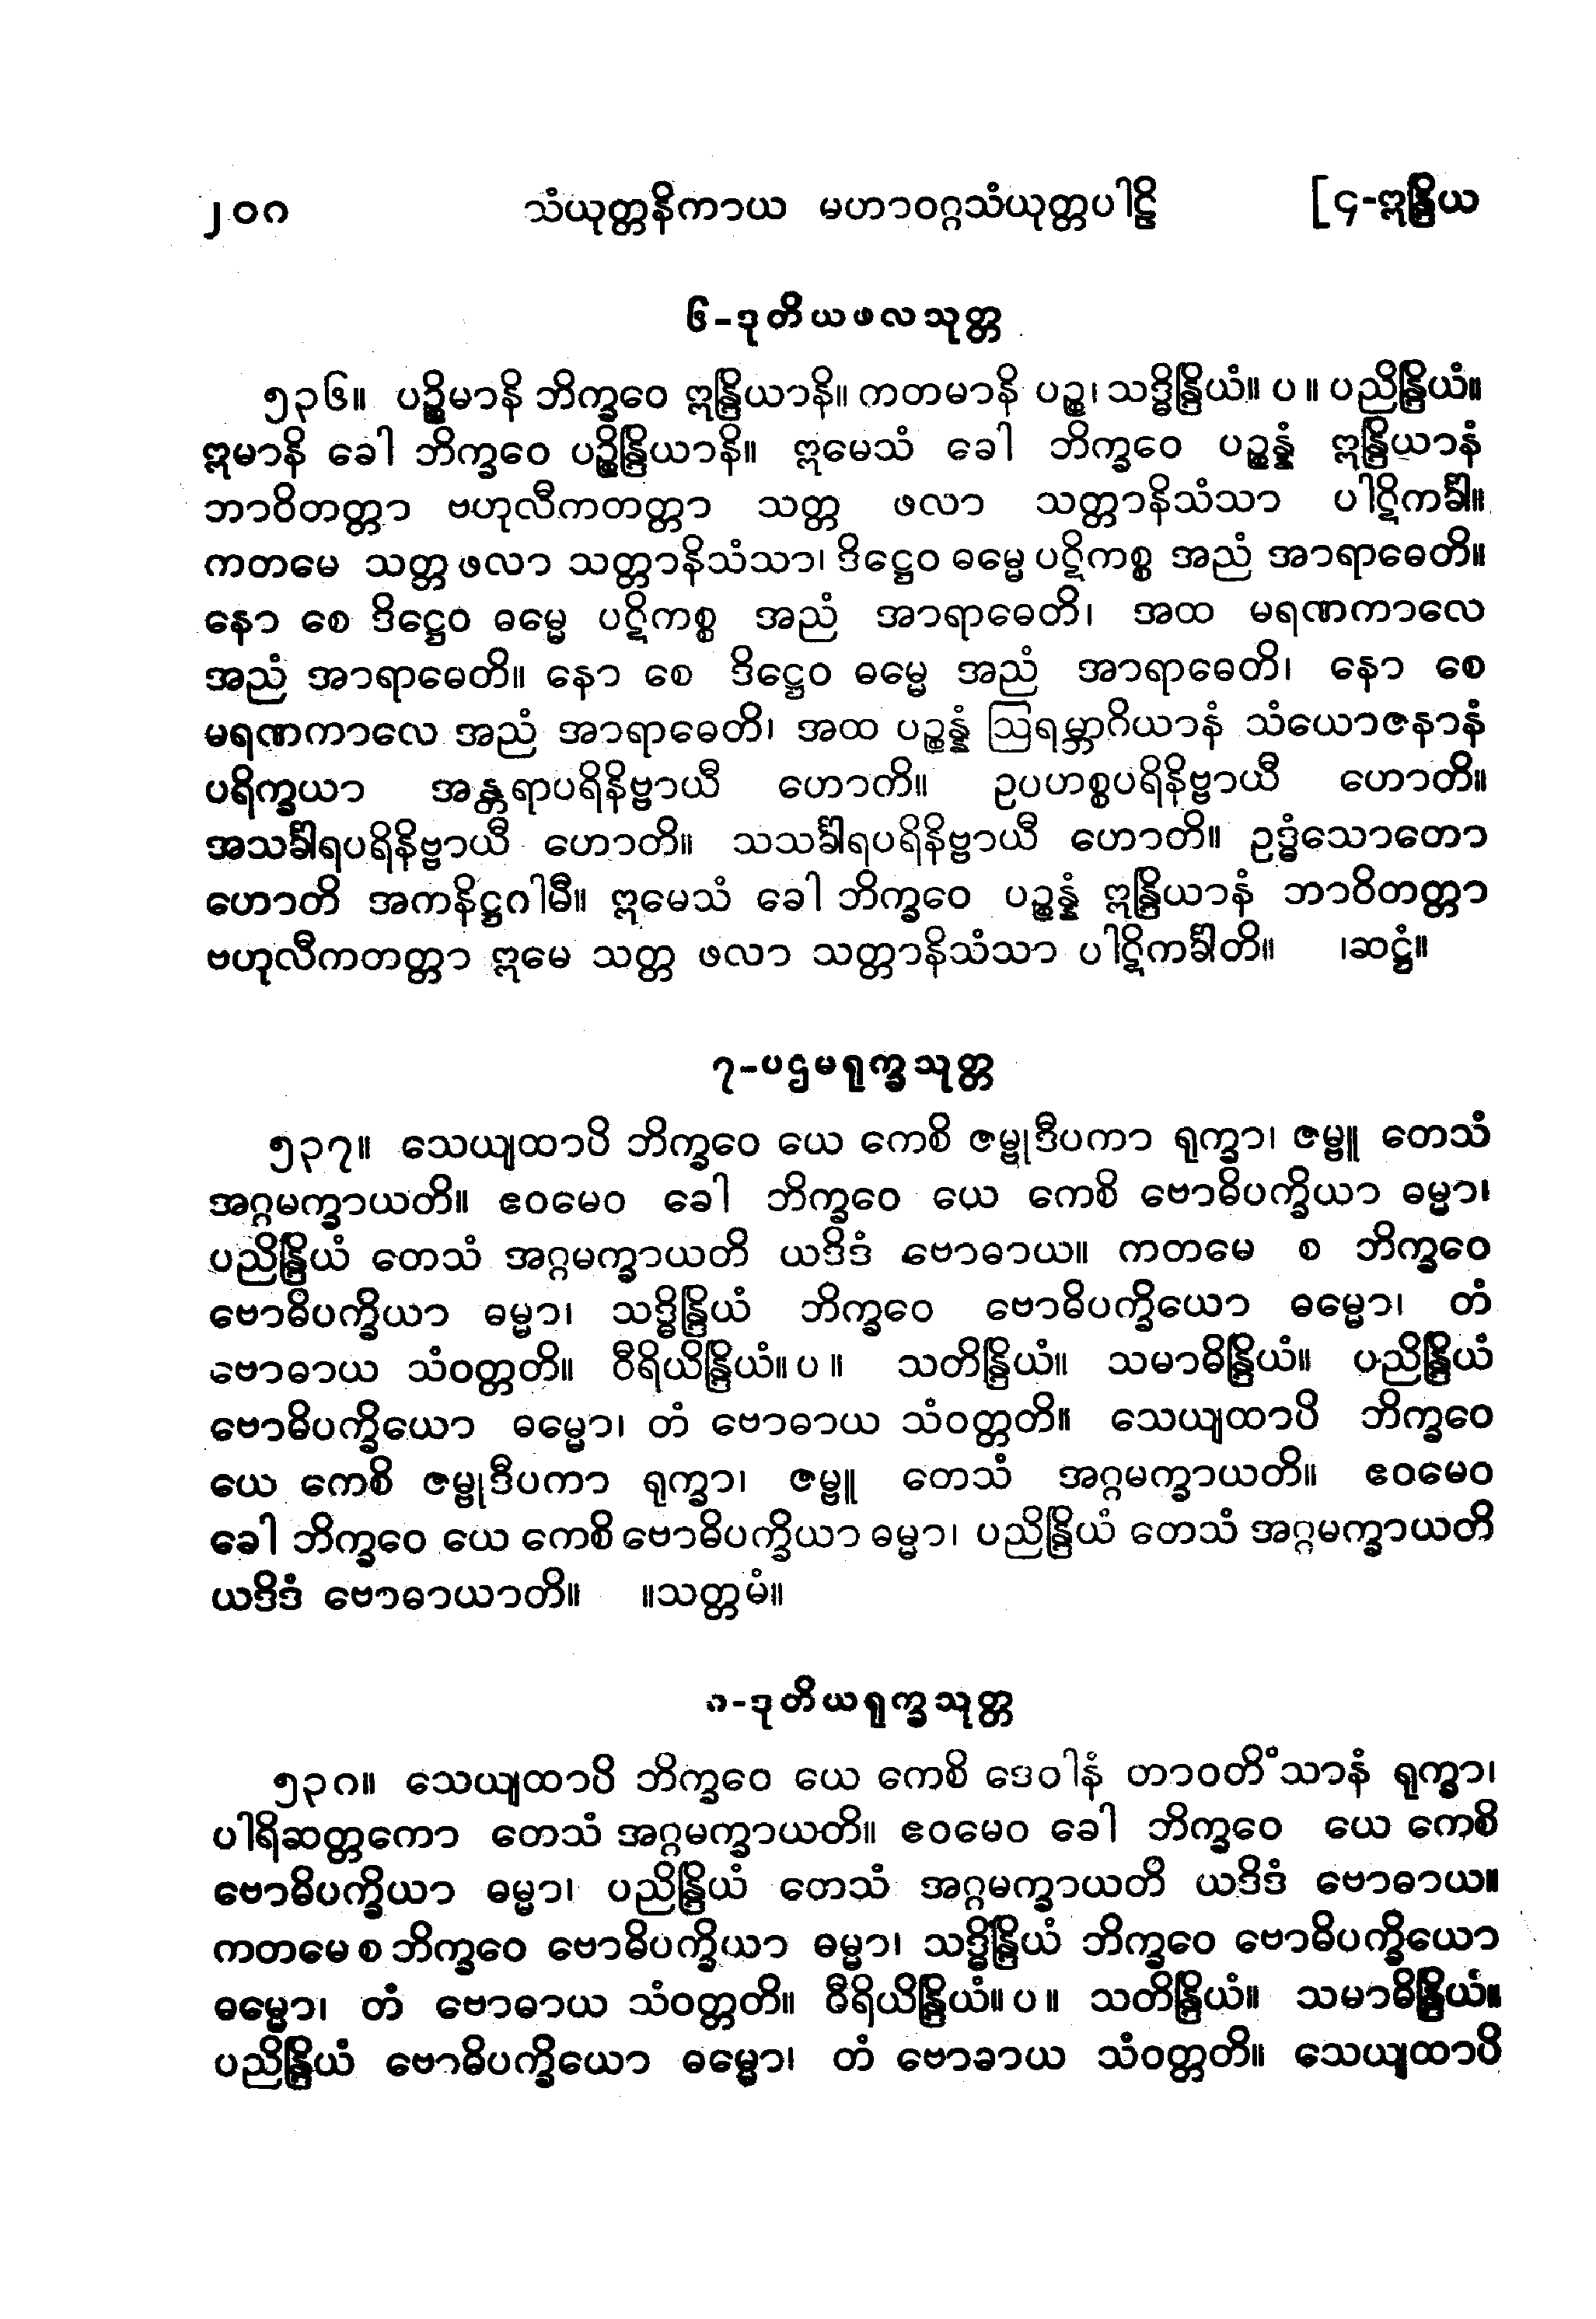 ၂၀၈ သံယုတ္တနိကာယ မဟာဝဂ္ဂသံယုတ္တပါဠိ [၄-ဣန္ဒြိယ
၆-ဒုတိယဖလသုတ္တ
၅၃၆။ ပဉ္စိမာနိ ဘိက္ခဝေ ဣန္ဒြိယာနိ။ ကတမာနိ ပဉ္စ၊ သဒ္ဓိန္ဒြိယံ။ ပ ။ ပညိန္ဒြိယံ။
ဣမာနိ ခေါ ဘိက္ခဝေ ပဉ္စိန္ဒြိယာနိ။ ဣမေသံ ခေါ ဘိက္ခဝေ ပဉ္စန္နံ ဣန္ဒြိယာနံ
ဘာဝိတတ္တာ ဗဟုလီကတတ္တာ သတ္တ ဖလာ သတ္တာနိသံသာ ပါဋိကင်္ခါ။
ကတမေ သတ္တ ဖလာ သတ္တာနိသံသာ၊ ဒိဋ္ဌေဝ ဓမ္မေ ပဋိကစ္စ အညံ အာရာဓေတိ။
နော စေ ဒိဋ္ဌေဝ ဓမ္မေ ပဋိကစ္စ အညံ အာရာဓေတိ၊ အထ မရဏကာလေ
အညံ အာရာဓေတိ။ နော စေ ဒိဋ္ဌေဝ ဓမ္မေ အညံ အာရာဓေတိ၊ နော စေ
မရဏကာလေ အညံ အာရာဓေတိ၊ အထ ပဉ္စန္နံ ဩရမ္ဘာဂိယာနံ သံယောဇနာနံ
ပရိက္ခယာ အန္တရာပရိနိဗ္ဗာယီ ဟောတိ။ ဥပဟစ္စပရိနိဗ္ဗာယီ ဟောတိ။
အသင်္ခါရပရိနိဗ္ဗာယီ ဟောတိ။ သသင်္ခါရပရိနိဗ္ဗာယီ ဟောတိ။ ဥဒ္ဓံသောတော
ဟောတိ အကနိဋ္ဌဂါမီ။ ဣမေသံ ခေါ ဘိက္ခဝေ ပဉ္စန္နံ ဣန္ဒြိယာနံ ဘာဝိတတ္တာ
ဗဟုလီကတတ္တာ ဣမေ သတ္တ ဖလာ သတ္တာနိသံသာ ပါဋိကင်္ခါတိ။ ၊ဆဋ္ဌံ။
၇-ပဌမရုက္ခသုတ္တ
၅၃၇။ သေယျထာပိ ဘိက္ခဝေ ယေ ကေစိ ဇမ္ဗုဒီပကာ ရုက္ခာ၊ ဇမ္ဗူ တေသံ
အဂ္ဂမက္ခာယတိ။ ဧဝမေဝ ခေါ ဘိက္ခဝေ ယေ ကေစိ ဗောဓိပက္ခိယာ ဓမ္မာ၊
ပညိန္ဒြိယံ တေသံ အဂ္ဂမက္ခာယတိ ယဒိဒံ ဗောဓာယ။ ကတမေ စ ဘိက္ခဝေ
ဗောဓိပက္ခိယာ ဓမ္မာ၊ သဒ္ဓိန္ဒြိယံ ဘိက္ခဝေ ဗောဓိပက္ခိယော ဓမ္မော၊ တံ
ဗောဓာယ သံဝတ္တတိ။ ဝီရိယိန္ဒြိယံ။ ပ ။ သတိန္ဒြိယံ။ သမာဓိန္ဒြိယံ။ ပညိန္ဒြိယံ
ဗောဓိပက္ခိယော ဓမ္မော၊ တံ ဗောဓာယ သံဝတ္တတိ။ သေယျထာပိ ဘိက္ခဝေ
ယေ ကေစိ ဇမ္ဗုဒီပကာ ရုက္ခာ၊ ဇမ္ဗူ တေသံ အဂ္ဂမက္ခာယတိ။ ဧဝမေဝ
ခေါ ဘိက္ခဝေ ယေ ကေစိ ဗောဓိပက္ခိယာ ဓမ္မာ၊ ပညိန္ဒြိယံ တေသံ အဂ္ဂမက္ခာယတိ
ယဒိဒံ ဗောဓာယာတိ။ ။သတ္တမံ။
၈-ဒုတိယရုက္ခသုတ္တ
၅၃၈။ သေယျထာပိ ဘိက္ခဝေ ယေ ကေစိ ဒေဝါနံ တာဝတိံသာနံ ရုက္ခာ၊
ပါရိဆတ္တကော တေသံ အဂ္ဂမက္ခာယတိ။ ဧဝမေဝ ခေါ ဘိက္ခဝေ ယေ ကေစိ
ဗောဓိပက္ခိယာ ဓမ္မာ၊ ပညိန္ဒြိယံ တေသံ အဂ္ဂမက္ခာယတိ ယဒိဒံ ဗောဓာယ။
ကတမေ စ ဘိက္ခဝေ ဗောဓိပက္ခိယာ ဓမ္မာ၊ သဒ္ဓိန္ဒြိယံ ဘိက္ခဝေ ဗောဓိပက္ခိယော
ဓမ္မော၊ တံ ဗောဓာယ သံဝတ္တတိ။ ဝီရိယိန္ဒြိယံ။ ပ ။ သတိန္ဒြိယံ။ သမာဓိန္ဒြိယံ။
ပညိန္ဒြိယံ ဗောဓိပက္ခိယော ဓမ္မော၊ တံ ဗောဓာယ သံဝတ္တတိ။ သေယျထာပိ